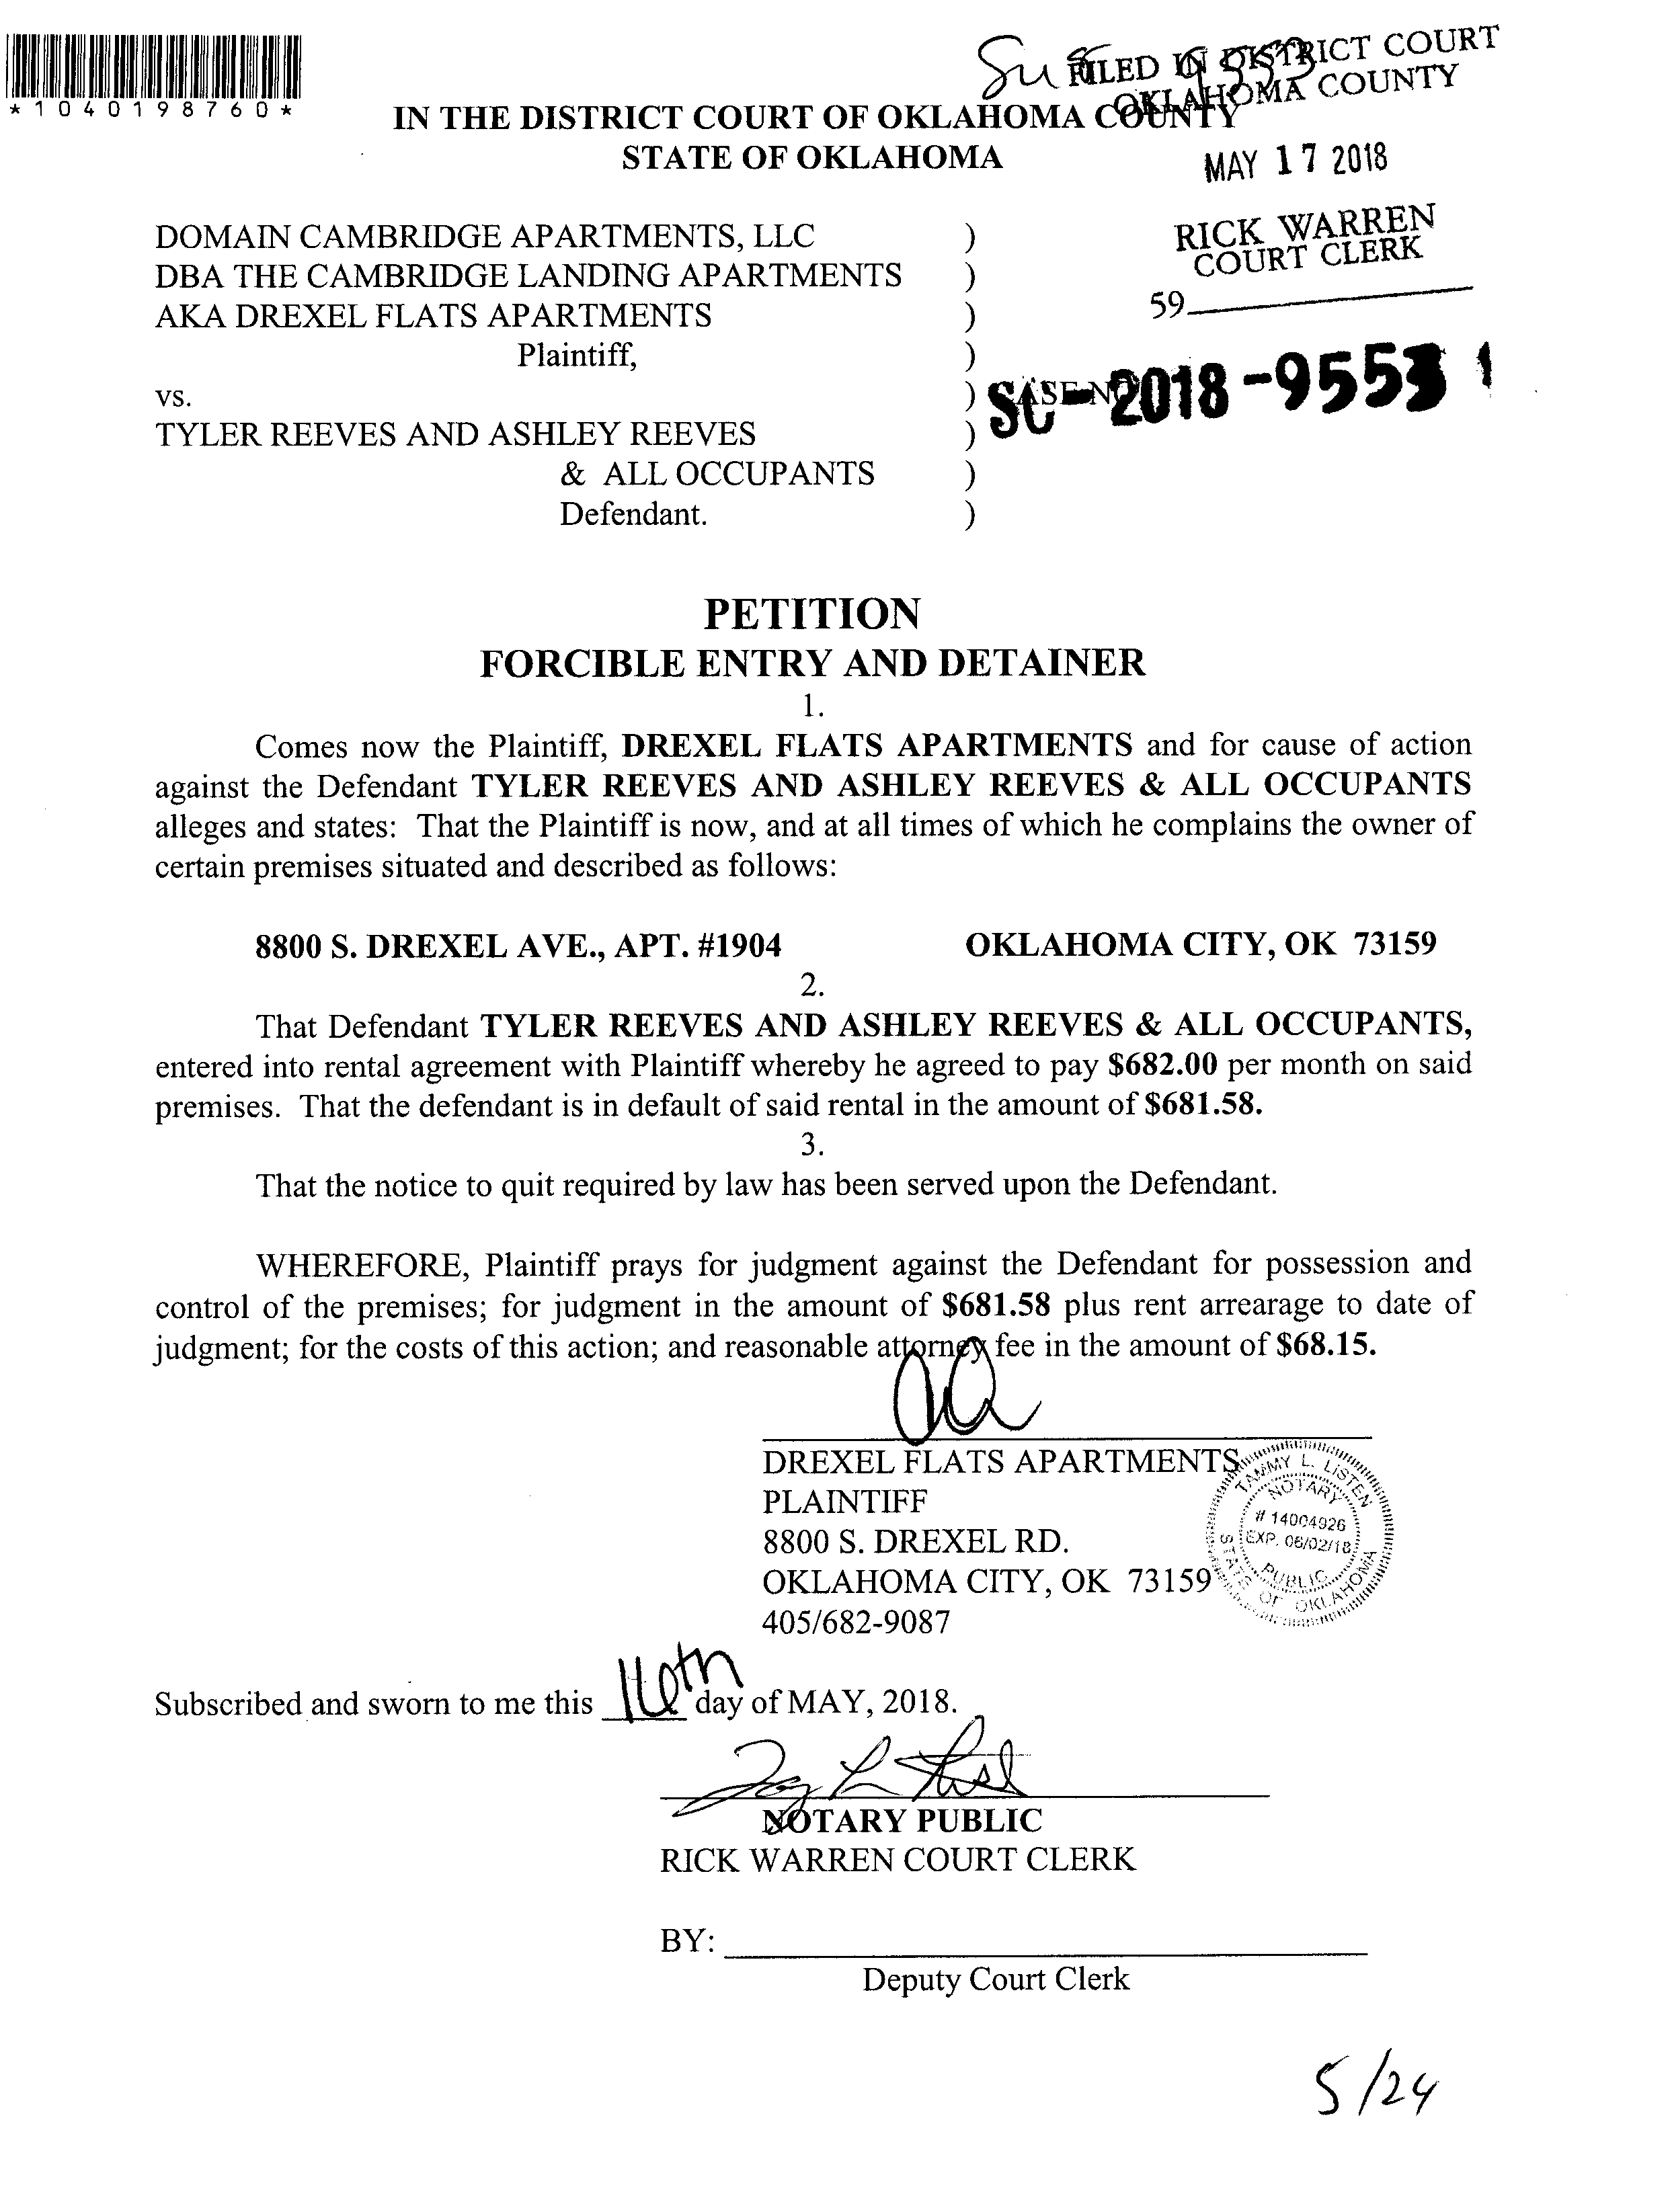 *1040198760*
FILED IN DISTRICT COURT
OKLAHOMA COUNTY
IN THE DISTRICT COURT OF OKLAHOMA COUNTY
STATE OF OKLAHOMA
MAY 17 2018
RICK WARREN
COURT CLERK
59
DOMAIN CAMBRIDGE APARTMENTS, LLC )
DBA THE CAMBRIDGE LANDING APARTMENTS )
AKA DREXEL FLATS APARTMENTS )
Plaintiff, )
vs. ) CASE NO
SC-2018-9553 1
TYLER REEVES AND ASHLEY REEVES )
& ALL OCCUPANTS )
Defendant. )
PETITION
FORCIBLE ENTRY AND DETAINER
1.
Comes now the Plaintiff, DREXEL FLATS APARTMENTS and for cause of action
against the Defendant TYLER REEVES AND ASHLEY REEVES & ALL OCCUPANTS
alleges and states: That the Plaintiff is now, and at all times of which he complains the owner of
certain premises situated and described as follows:
8800 S. DREXEL AVE., APT. #1904 OKLAHOMA CITY, OK 73159
2.
That Defendant TYLER REEVES AND ASHLEY REEVES & ALL OCCUPANTS,
entered into rental agreement with Plaintiff whereby he agreed to pay $682.00 per month on said
premises. That the defendant is in default of said rental in the amount of $681.58.
3.
That the notice to quit required by law has been served upon the Defendant.
WHEREFORE, Plaintiff prays for judgment against the Defendant for possession and
control of the premises; for judgment in the amount of $681.58 plus rent arrearage to date of
judgment; for the costs of this action; and reasonable attorney fee in the amount of $68.15.
DREXEL FLATS APARTMENTS
PLAINTIFF
8800 S. DREXEL RD.
OKLAHOMA CITY, OK 73159
405/682-9087
TAMMY L. LISTEN
NOTARY
# 14004926
EXP. 06/02/18
PUBLIC
STATE OF OKLAHOMA
Subscribed and sworn to me this 16th day of MAY, 2018.
NOTARY PUBLIC
RICK WARREN COURT CLERK
BY:
Deputy Court Clerk
5/24